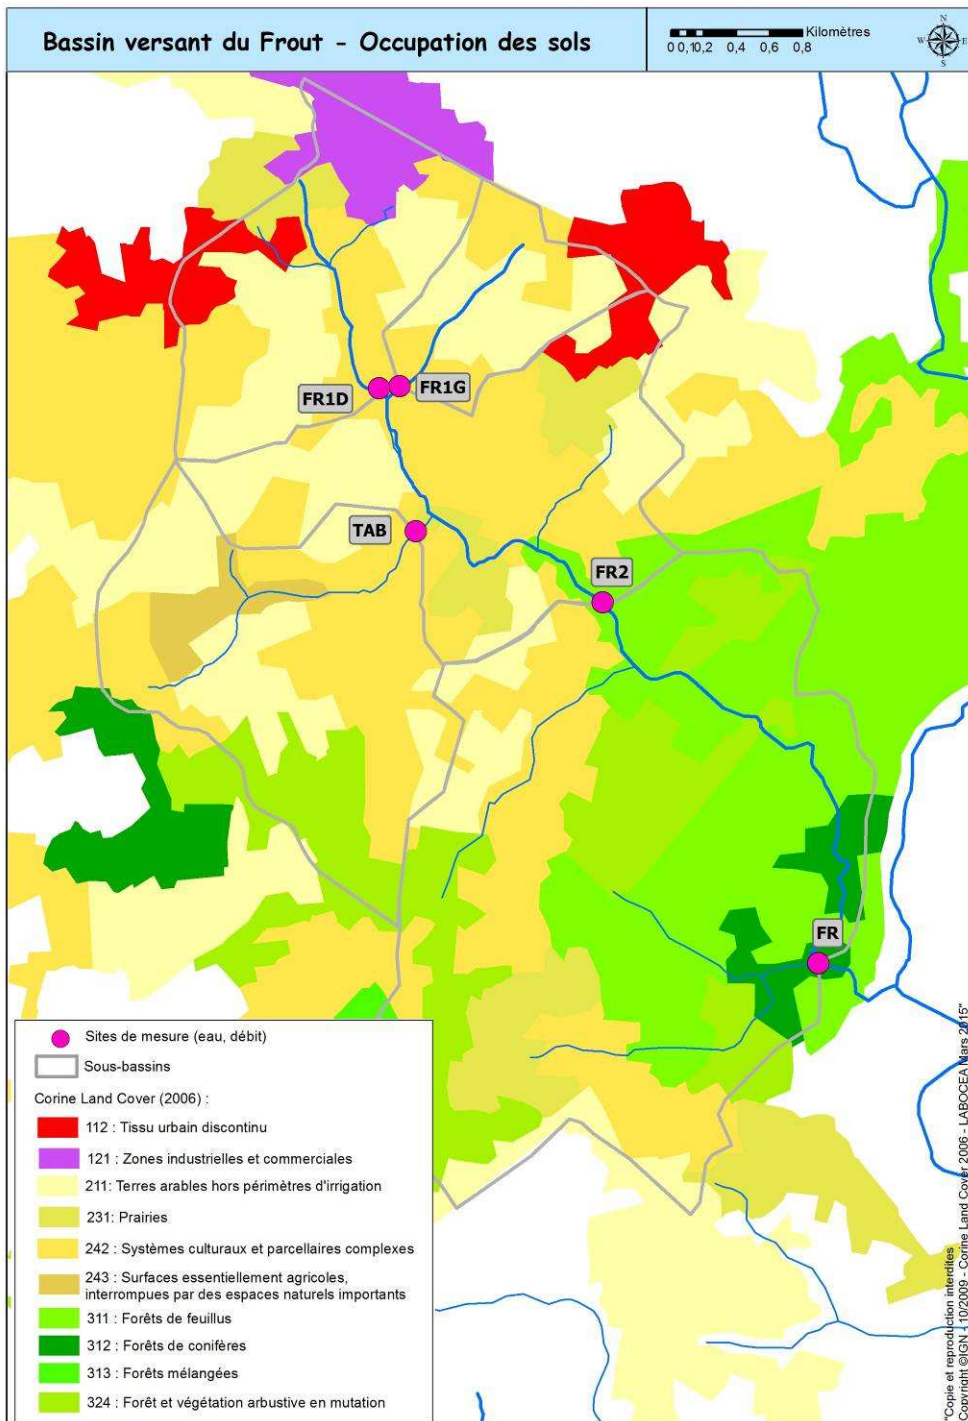 Bassin versant du Frout - Occupation des sols
Kilomètres
0 0,10,2 0,4 0,6 0,8
N
W E
S
FR1D
FR1G
TAB
FR2
FR
Sites de mesure (eau, débit)
Sous-bassins
Corine Land Cover (2006) :
112 : Tissu urbain discontinu
121 : Zones industrielles et commerciales
211: Terres arables hors périmètres d'irrigation
231: Prairies
242 : Systèmes culturaux et parcellaires complexes
243 : Surfaces essentiellement agricoles,
interrompues par des espaces naturels importants
311 : Forêts de feuillus
312 : Forêts de conifères
313 : Forêts mélangées
324 : Forêt et végétation arbustive en mutation
"Copie et reproduction interdites
Copyright ©IGN - 10/2009 - Corine Land Cover 2006 - LABOCEA Mars 2015"